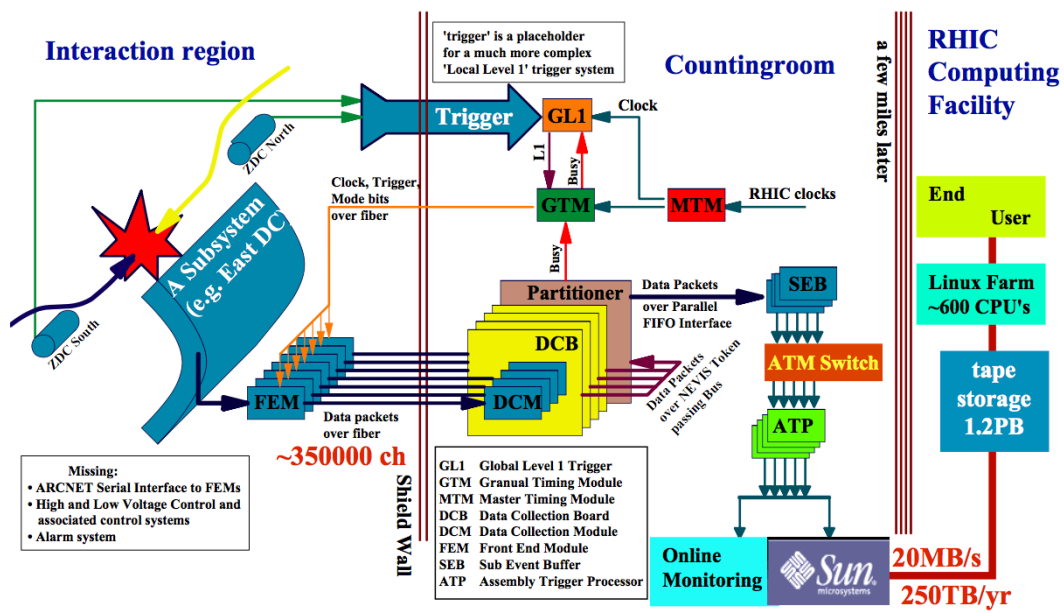 Interaction region
'trigger' is a placeholder
for a much more complex
'Local Level 1' trigger system
Countingroom
a few miles later
RHIC
Computing
Facility
ZDC North
Trigger
GL1
Clock
L1
Busy
Clock, Trigger,
Mode bits
over fiber
GTM
MTM
RHIC clocks
End
User
A Subsystem
(e.g. East DC)
Busy
Partitioner
Data Packets
over Parallel
FIFO Interface
SEB
Linux Farm
~600 CPU's
ZDC South
DCB
ATM Switch
Data Packets
over NEVIS Token
passing Bus
tape
storage
1.2PB
FEM
DCM
Data packets
over fiber
ATP
~350000 ch
Missing:
• ARCNET Serial Interface to FEMs
• High and Low Voltage Control and
associated control systems
• Alarm system
Shield Wall
GL1 Global Level 1 Trigger
GTM Granual Timing Module
MTM Master Timing Module
DCB Data Collection Board
DCM Data Collection Module
FEM Front End Module
SEB Sub Event Buffer
ATP Assembly Trigger Processor
Online
Monitoring
Sun
microsystems
20MB/s
250TB/yr